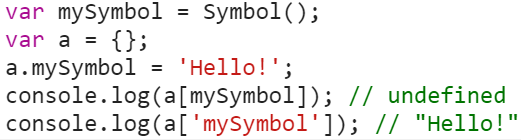 var mySymbol = Symbol();
var a = {};
a.mySymbol = 'Hello!';
console.log(a[mySymbol]); // undefined
console.log(a['mySymbol']); // "Hello!"